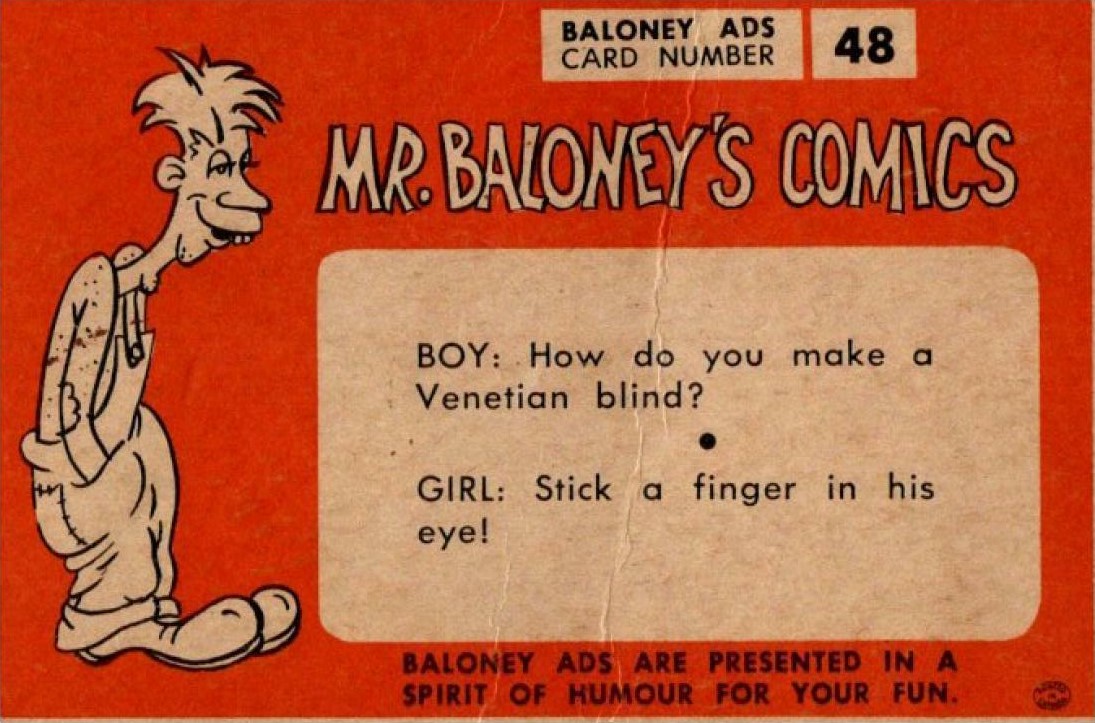 BALONEY ADS
CARD NUMBER
48
MR. BALONEY'S COMICS
BOY: How do you make a
Venetian blind?
●
GIRL: Stick a finger in his
eye!
BALONEY ADS ARE PRESENTED IN A
SPIRIT OF HUMOUR FOR YOUR FUN.